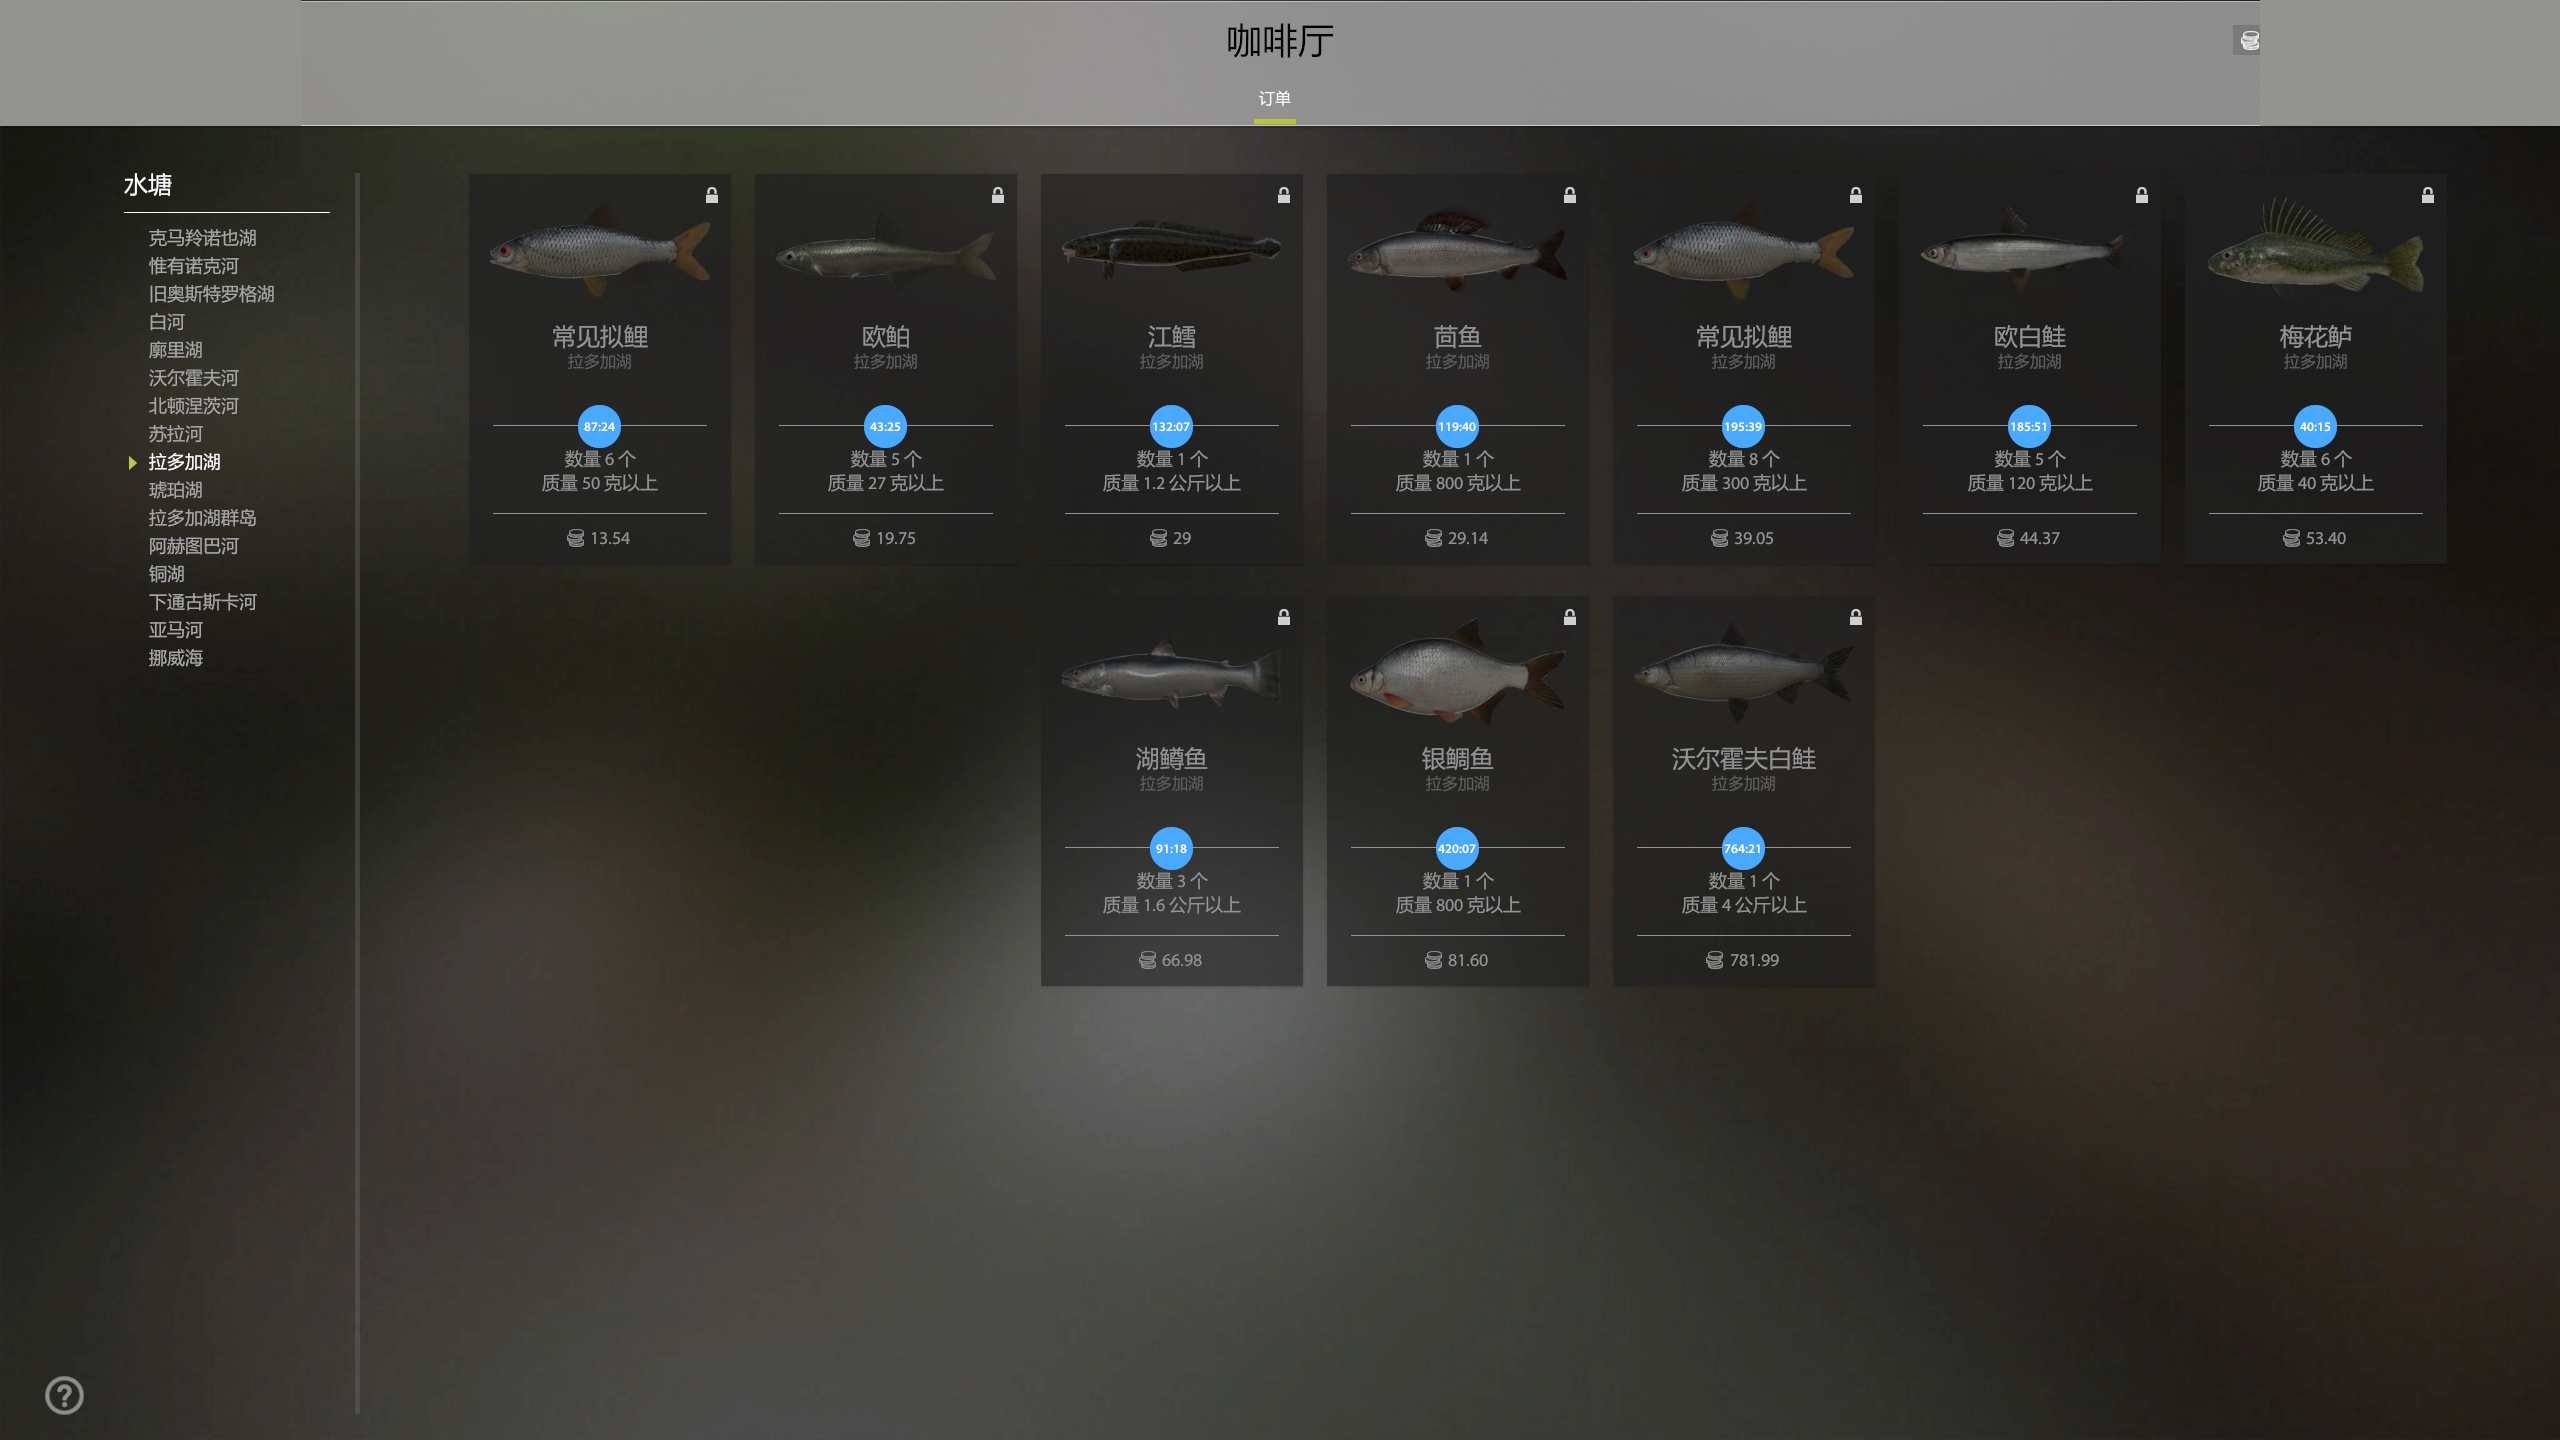 咖啡厅
订单
水塘
克马羚诺也湖
惟有诺克河
旧奥斯特罗格湖
白河
廓里湖
沃尔霍夫河
北顿涅茨河
苏拉河
拉多加湖
琥珀湖
拉多加湖群岛
阿赫图巴河
铜湖
下通古斯卡河
亚马河
挪威海
常见拟鲤
拉多加湖
87:24
数量 6 个
质量 50 克以上
13.54
欧鲌
拉多加湖
43:25
数量 5 个
质量 27 克以上
19.75
江鳕
拉多加湖
132:07
数量 1 个
质量 1.2 公斤以上
29
茴鱼
拉多加湖
119:40
数量 1 个
质量 800 克以上
29.14
常见拟鲤
拉多加湖
195:39
数量 8 个
质量 300 克以上
39.05
欧白鲑
拉多加湖
185:51
数量 5 个
质量 120 克以上
44.37
梅花鲈
拉多加湖
40:15
数量 6 个
质量 40 克以上
53.40
湖鳟鱼
拉多加湖
91:18
数量 3 个
质量 1.6 公斤以上
66.98
银鲷鱼
拉多加湖
420:07
数量 1 个
质量 800 克以上
81.60
沃尔霍夫白鲑
拉多加湖
764:21
数量 1 个
质量 4 公斤以上
781.99
?